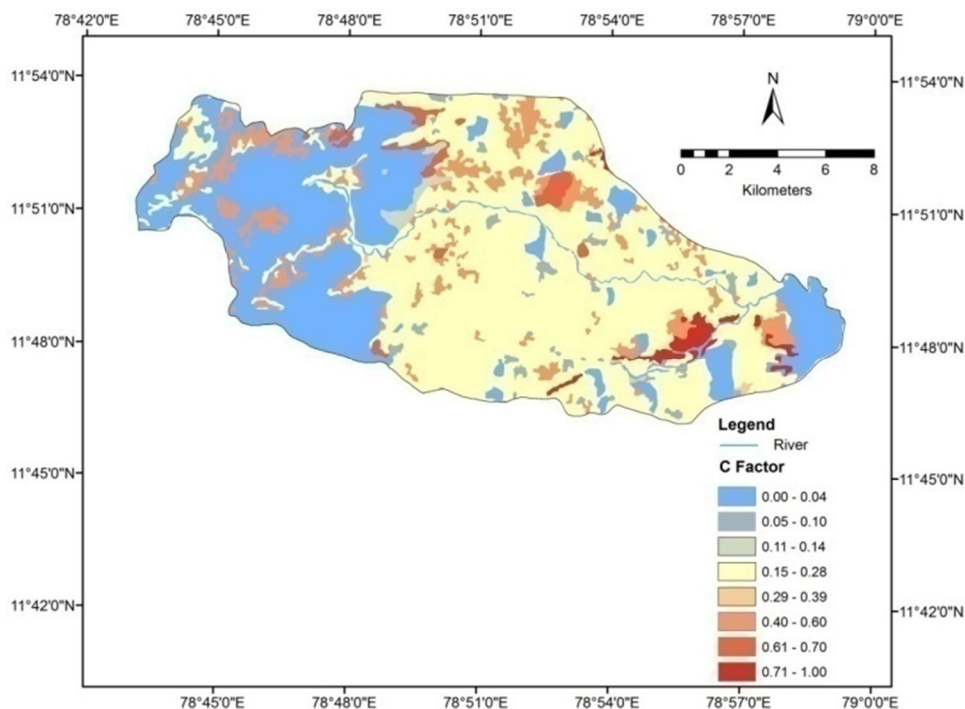 78°42'0"E 78°45'0"E 78°48'0"E 78°51'0"E 78°54'0"E 78°57'0"E 79°0'0"E
11°54'0"N 11°54'0"N
N
0 2 4 6 8
Kilometers
11°51'0"N 11°51'0"N
11°48'0"N 11°48'0"N
Legend
River
C Factor
11°45'0"N 11°45'0"N
0.00 - 0.04
0.05 - 0.10
0.11 - 0.14
0.15 - 0.28
0.29 - 0.39
11°42'0"N 11°42'0"N
0.40 - 0.60
0.61 - 0.70
0.71 - 1.00
78°45'0"E 78°48'0"E 78°51'0"E 78°54'0"E 78°57'0"E 79°0'0"E